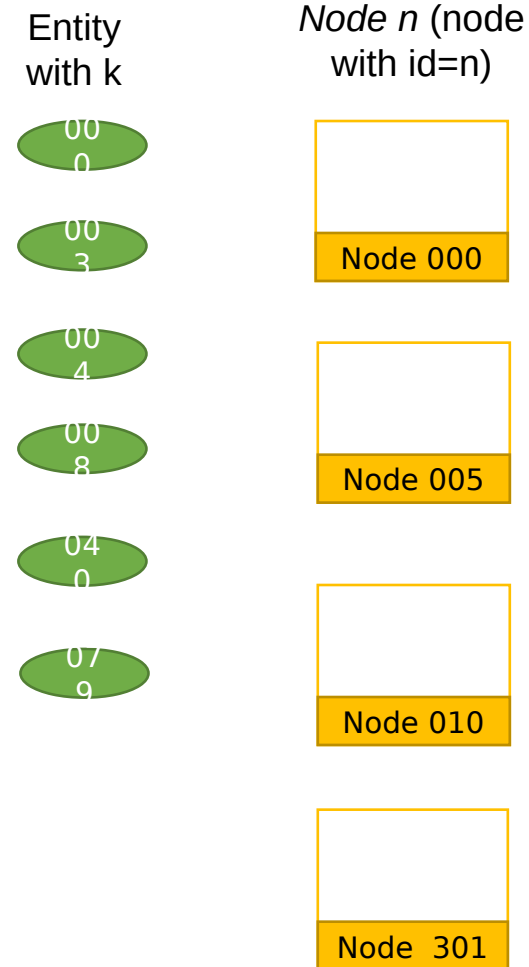 Entity
with k
Node n (node
with id=n)
00
0
00
3
00
4
00
8
04
0
07
9
Node 000
Node 005
Node 010
Node  301